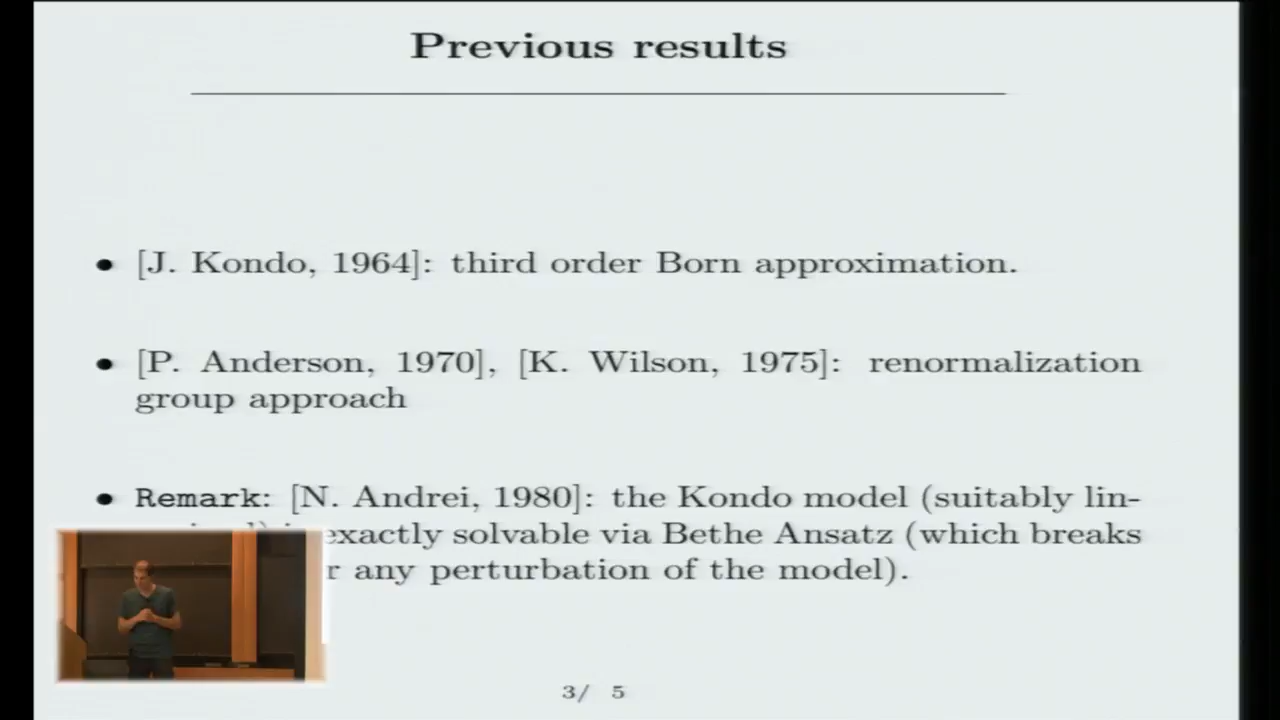 Previous results
• [J. Kondo, 1964]: third order Born approximation.
• [P. Anderson, 1970], [K. Wilson, 1975]: renormalization
group approach
• Remark: [N. Andrei, 1980]: the Kondo model (suitably lin-
exactly solvable via Bethe Ansatz (which breaks
any perturbation of the model).
3/ 5